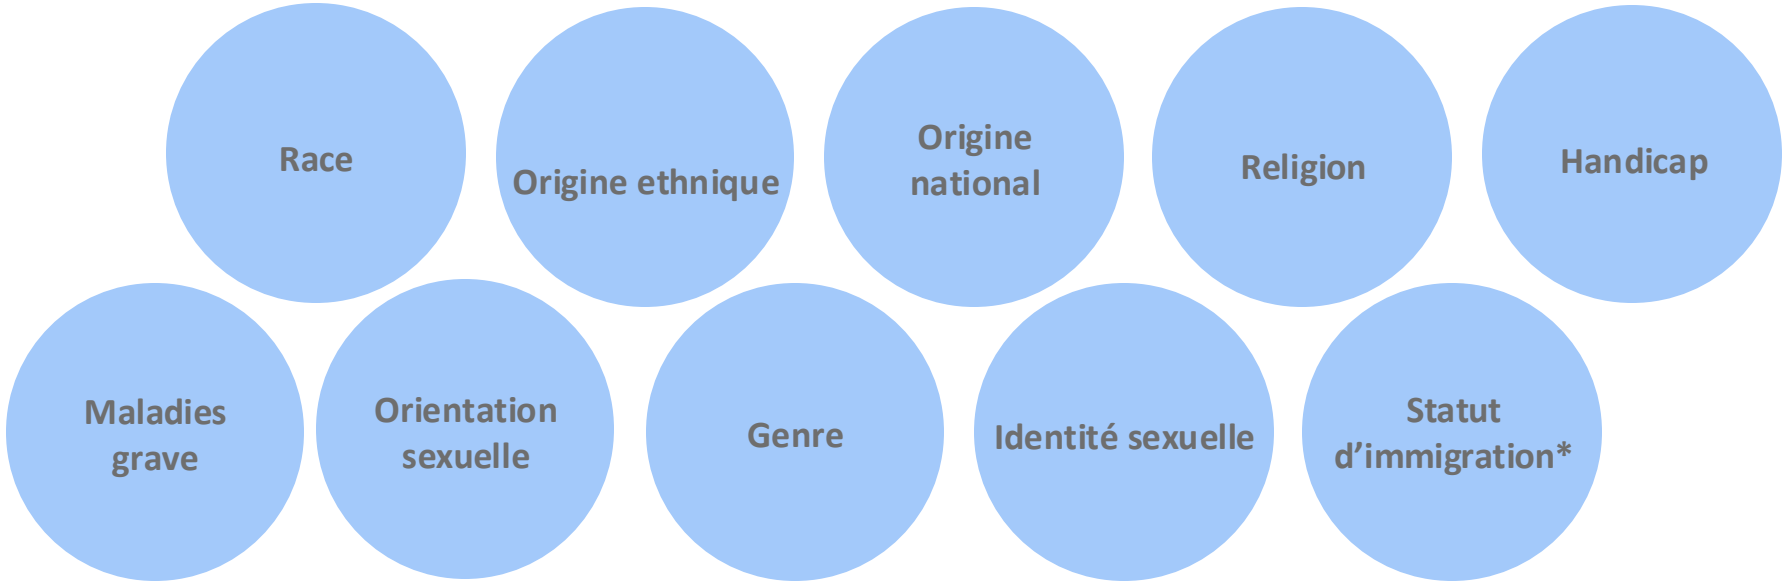 Race
Origine ethnique
Origine
national
Religion
Handicap
Maladies
grave
Orientation
sexuelle
Genre
Identité sexuelle
Statut
d’immigration*